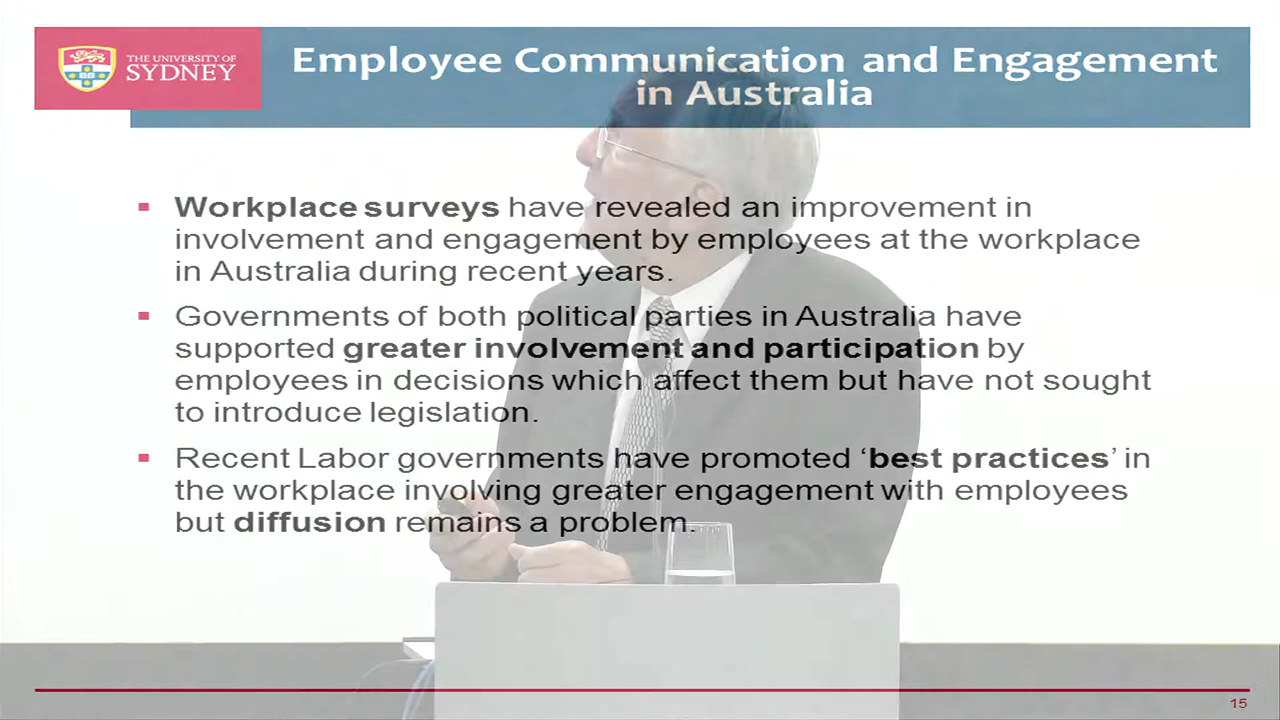 THE UNIVERSITY OF
SYDNEY
Employee Communication and Engagement
in Australia
Workplace surveys have revealed an improvement in
involvement and engagement by employees at the workplace
in Australia during recent years.
Governments of both political parties in Australia have
supported greater involvement and participation by
employees in decisions which affect them but have not sought
to introduce legislation.
Recent Labor governments have promoted ‘best practices’ in
the workplace involving greater engagement with employees
but diffusion remains a problem.
15